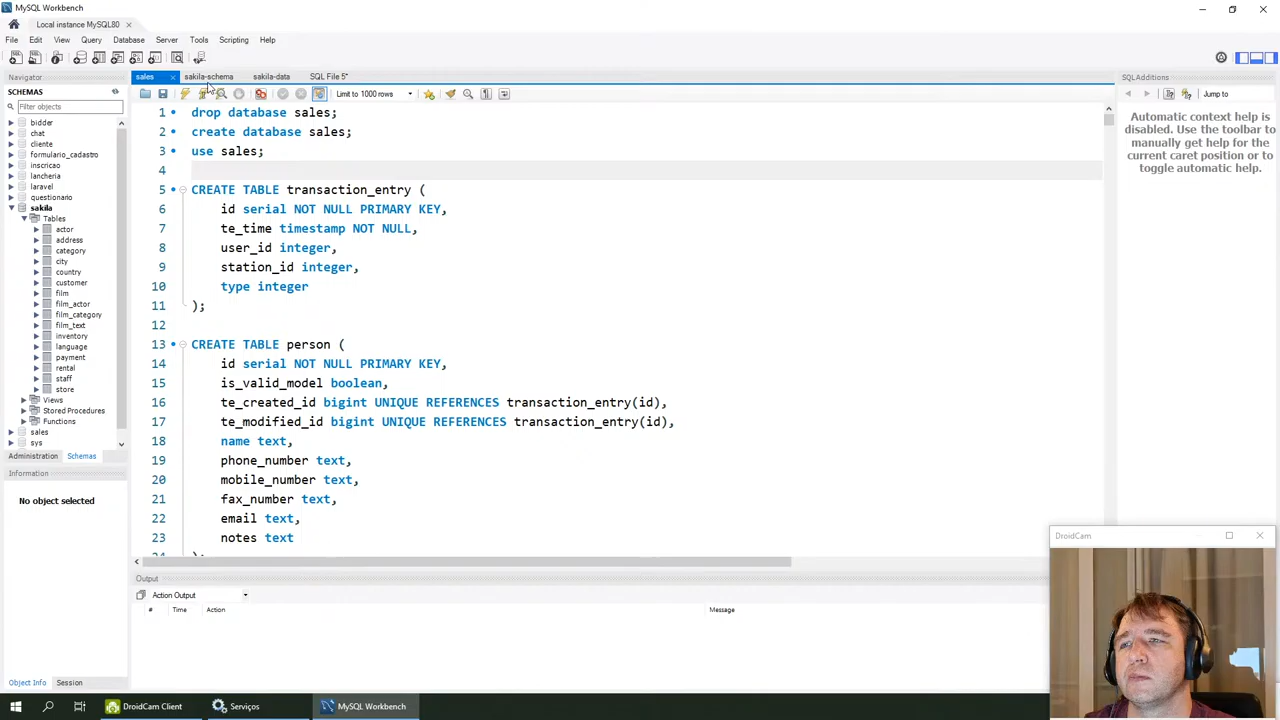 MySQL Workbench
Local instance MySQL80
File Edit View Query Database Server Tools Scripting Help
Navigator
SCHEMAS
Filter objects
bidder
chat
cliente
formulario_cadastro
inscricao
lancheria
laravel
questionario
sakila
Tables
actor
address
category
city
country
customer
film
film_actor
film_category
film_text
inventory
language
payment
rental
staff
store
Views
Stored Procedures
Functions
sales
sys
Administration Schemas
Information
No object selected
Object Info Session
sales sakila-schema sakila-data SQL File 5*
Limit to 1000 rows
1 drop database sales;
2 create database sales;
3 use sales;
4
5 CREATE TABLE transaction_entry (
6 id serial NOT NULL PRIMARY KEY,
7 te_time timestamp NOT NULL,
8 user_id integer,
9 station_id integer,
10 type integer
11 );
12
13 CREATE TABLE person (
14 id serial NOT NULL PRIMARY KEY,
15 is_valid_model boolean,
16 te_created_id bigint UNIQUE REFERENCES transaction_entry(id),
17 te_modified_id bigint UNIQUE REFERENCES transaction_entry(id),
18 name text,
19 phone_number text,
20 mobile_number text,
21 fax_number text,
22 email text,
23 notes text
Output
Action Output
# Time Action Message
SQLAdditions
Jump to
Automatic context help is
disabled. Use the toolbar to
manually get help for the
current caret position or to
toggle automatic help.
DroidCam
DroidCam Client Serviços MySQL Workbench